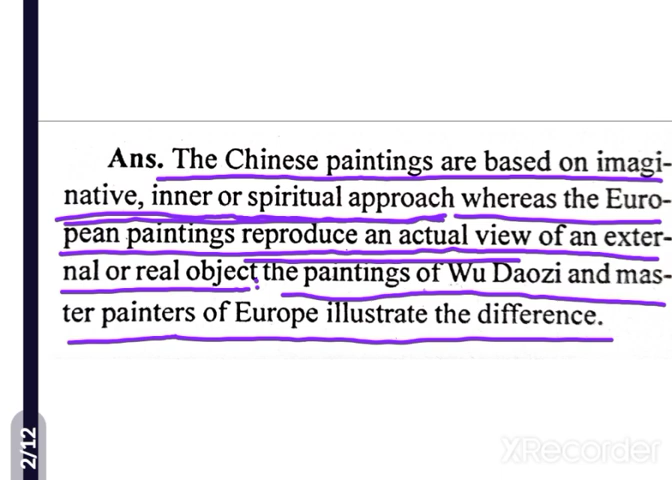 Ans. The Chinese paintings are based on imagi-
native, inner or spiritual approach whereas the Euro-
pean paintings reproduce an actual view of an exter-
nal or real object the paintings of Wu Daozi and mas-
ter painters of Europe illustrate the difference.
2/12
XRecorder